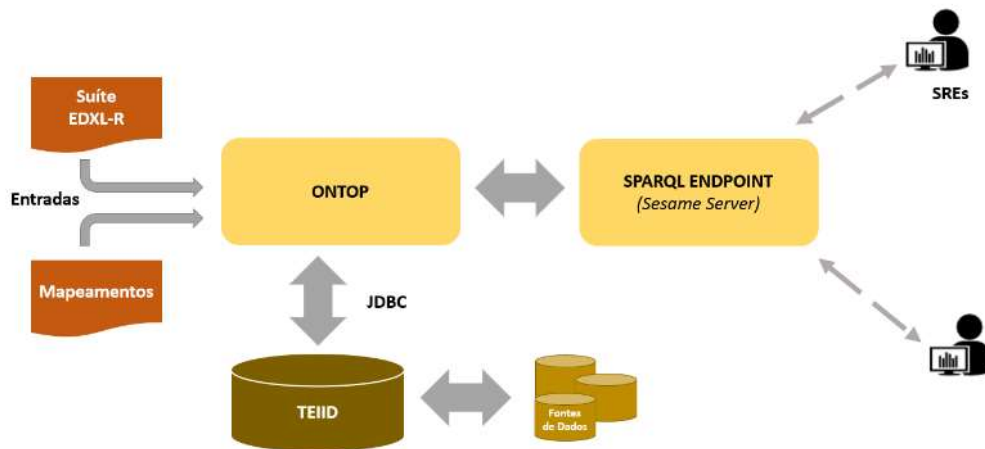 Suíte
EDXL-R
SREs
Entradas
ONTOP
SPARQL ENDPOINT
(Sesame Server)
Mapeamentos
JDBC
TEIID
Fontes
de Dados